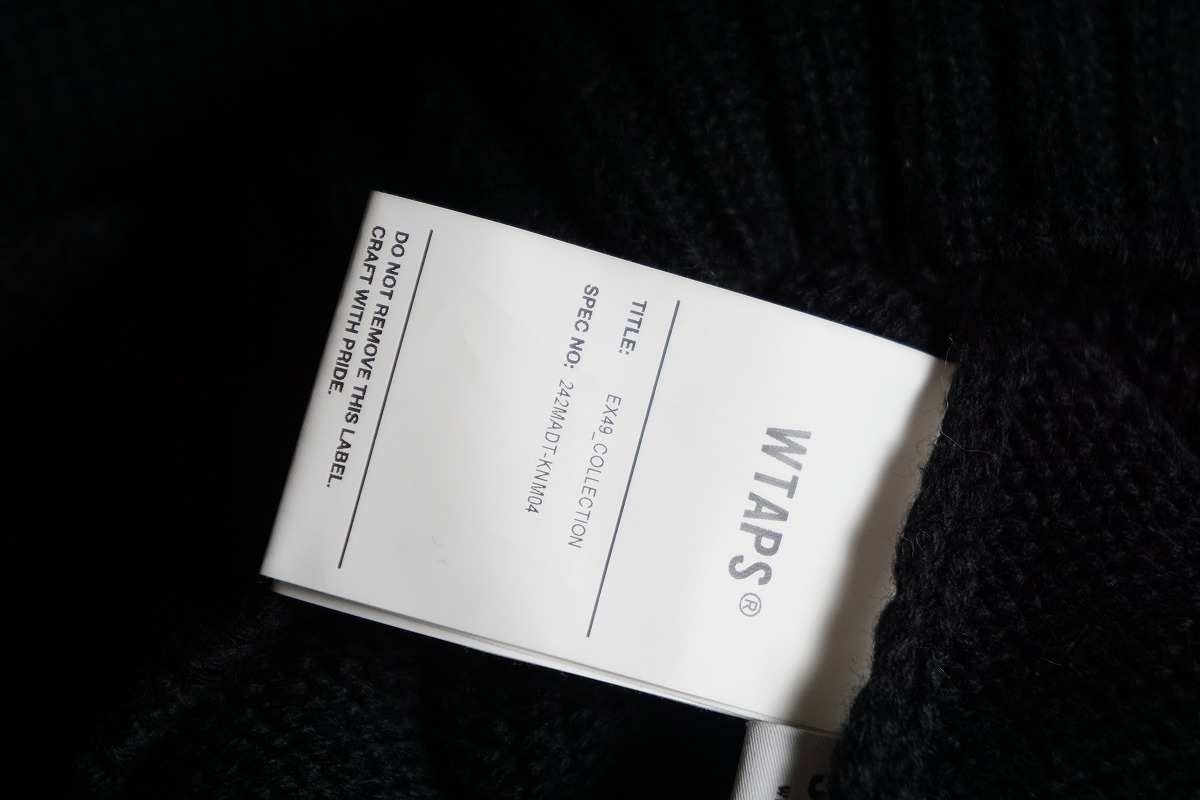 WTAPS®
TITLE: EX49_COLLECTION
SPEC NO: 242MADT-KNM04
DO NOT REMOVE THIS LABEL.
CRAFT WITH PRIDE.